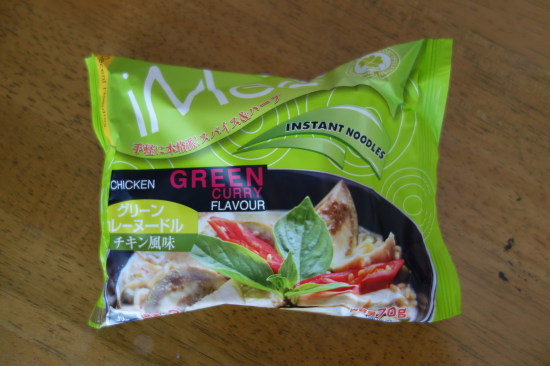 iMee
手軽に本格派、スパイス&ハーブ
INSTANT NOODLES
CHICKEN GREEN
CURRY
FLAVOUR
グリーン
カレーヌードル
チキン風味
70g